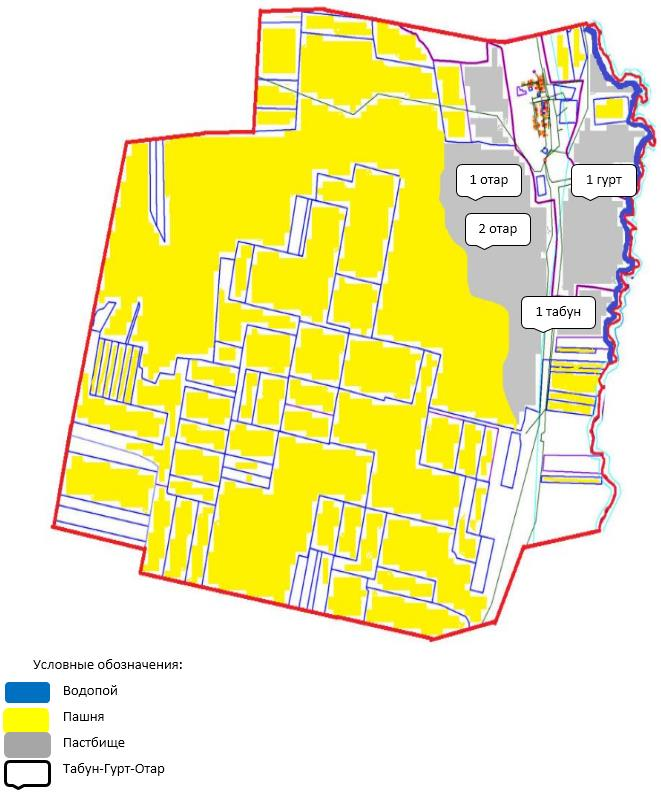 1 отар
1 гурт
2 отар
1 табун
Условные обозначения:
Водопой
Пашня
Пастбище
Табун-Гурт-Отар